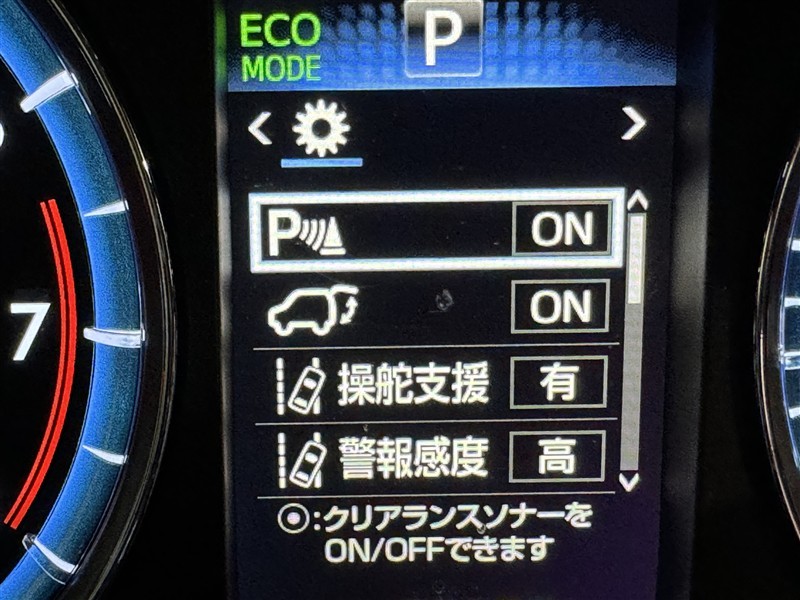 ECO
MODE
P
P ON
ON
操舵支援 有
警報感度 高
7
⦿:クリアランスソナーを
ON/OFFできます